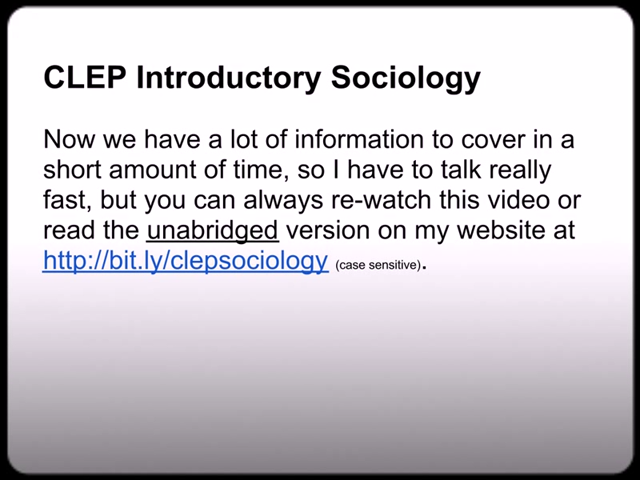 CLEP Introductory Sociology
Now we have a lot of information to cover in a
short amount of time, so I have to talk really
fast, but you can always re-watch this video or
read the unabridged version on my website at
http://bit.ly/clepsociology (case sensitive).